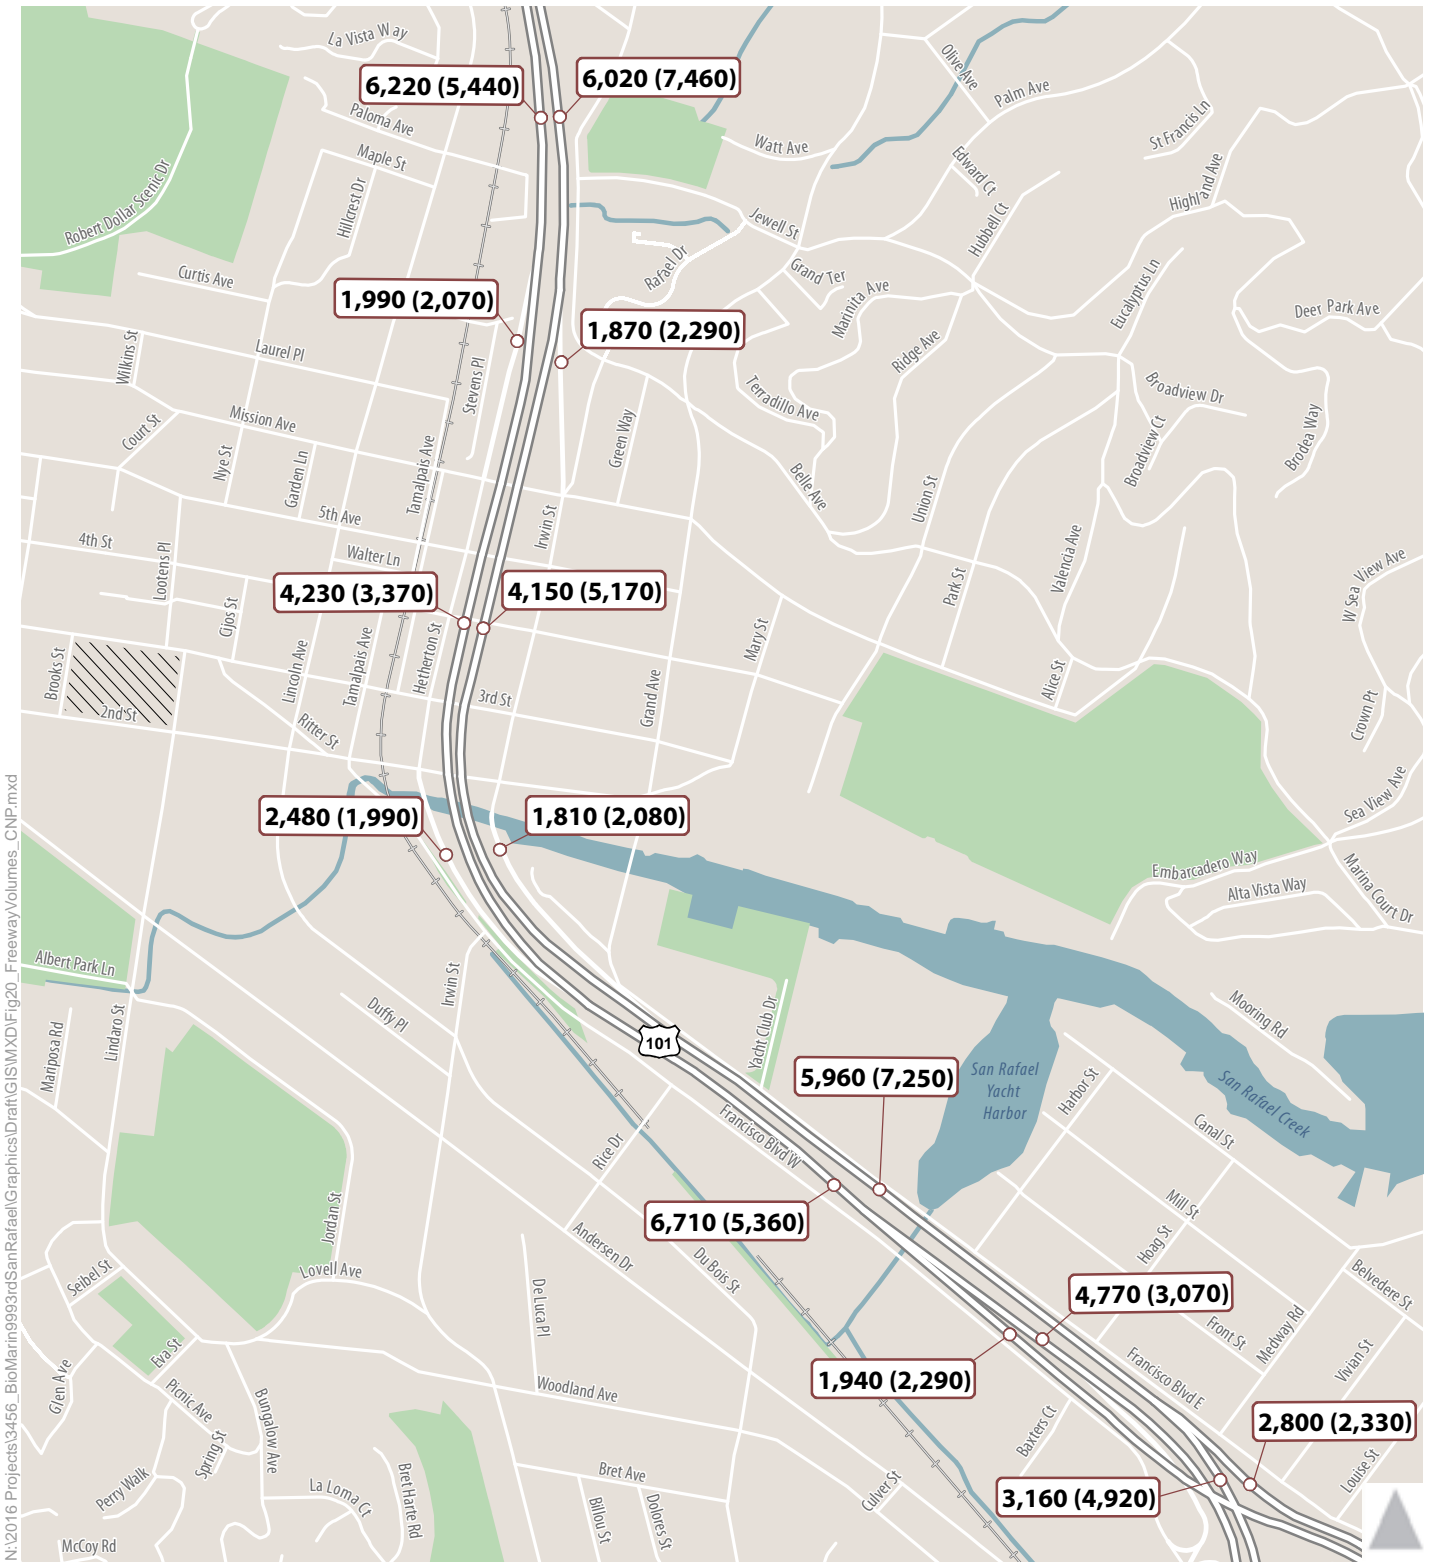 La Vista Way
6,220 (5,440)
6,020 (7,460)
Olive Ave
Palm Ave
St Francis Ln
Paloma Ave
Maple St
Watt Ave
Edward Ct
Highland Ave
Robert Dollar Scenic Dr
Hillcrest Dr
Jewell St
Hubbell Ct
Rafael Dr
Grand Ter
Marinita Ave
Eucalyptus Ln
Curtis Ave
1,990 (2,070)
1,870 (2,290)
Deer Park Ave
Wilkins St
Laurel Pl
Stevens Pl
Ridge Ave
Terradillo Ave
Broadview Dr
Court St
Mission Ave
Nye St
Garden Ln
Tamalpais Ave
Green Way
Belle Ave
Union St
Broadview Ct
Brodea Way
4th St
5th Ave
Walter Ln
Irwin St
Lootens Pl
Cijos St
4,230 (3,370)
4,150 (5,170)
Park St
Valencia Ave
W Sea View Ave
Brooks St
2nd St
Lincoln Ave
Tamalpais Ave
Hetherton St
3rd St
Grand Ave
Mary St
Alice St
Crown Pt
Ritter St
2,480 (1,990)
1,810 (2,080)
Sea View Ave
Embarcadero Way
Alta Vista Way
Marina Court Dr
Albert Park Ln
Irwin St
Duffy Pl
Mariposa Rd
Lindaro St
101
Yacht Club Dr
Mooring Rd
5,960 (7,250)
San Rafael
Yacht
Harbor
Harbor St
San Rafael Creek
Canal St
Francisco Blvd W
Rice Dr
6,710 (5,360)
Mill St
Hoag St
Jordan St
Andersen Dr
Du Bois St
Seibel St
Lovell Ave
De Luca Pl
4,770 (3,070)
Belvedere St
Front St
Medway Rd
Vivian St
Eva St
Glen Ave
Picnic Ave
Bungalow Ave
Woodland Ave
1,940 (2,290)
Francisco Blvd E
Spring St
Baxters Ct
2,800 (2,330)
Louise St
Perry Walk
La Loma Ct
Bret Harte Rd
Bret Ave
Billou St
Dolores St
Culver St
3,160 (4,920)
McCoy Rd
N:\2016 Projects\3456_BioMarin9993rdSanRafael\Graphics\Draft\GIS\MXD\Fig20_FreewayVolumes_CNP.mxd